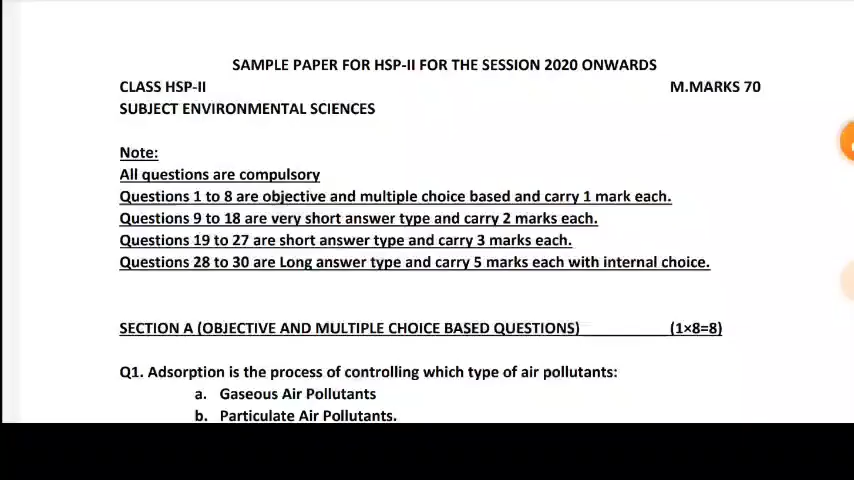 SAMPLE PAPER FOR HSP-II FOR THE SESSION 2020 ONWARDS
CLASS HSP-II M.MARKS 70
SUBJECT ENVIRONMENTAL SCIENCES
Note:
All questions are compulsory
Questions 1 to 8 are objective and multiple choice based and carry 1 mark each.
Questions 9 to 18 are very short answer type and carry 2 marks each.
Questions 19 to 27 are short answer type and carry 3 marks each.
Questions 28 to 30 are Long answer type and carry 5 marks each with internal choice.
SECTION A (OBJECTIVE AND MULTIPLE CHOICE BASED QUESTIONS)____________(1×8=8)
Q1. Adsorption is the process of controlling which type of air pollutants:
a. Gaseous Air Pollutants
b. Particulate Air Pollutants.